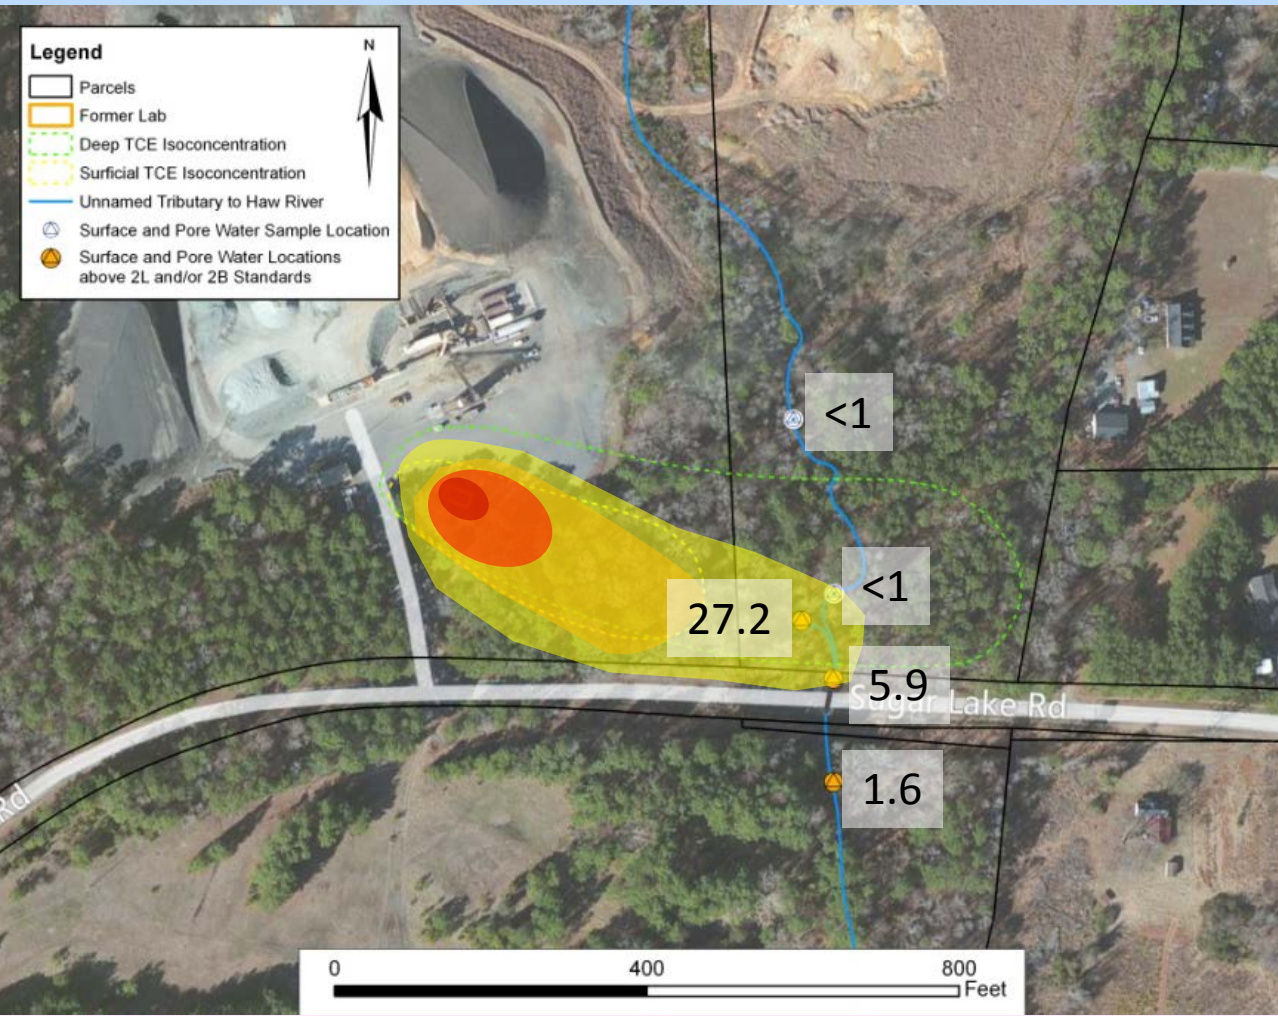 Legend
N
Parcels
Former Lab
Deep TCE Isoconcentration
Surficial TCE Isoconcentration
Unnamed Tributary to Haw River
Surface and Pore Water Sample Location
Surface and Pore Water Locations
above 2L and/or 2B Standards
<1
<1
27.2
5.9
Sugar Lake Rd
1.6
Rd
0 400 800
Feet